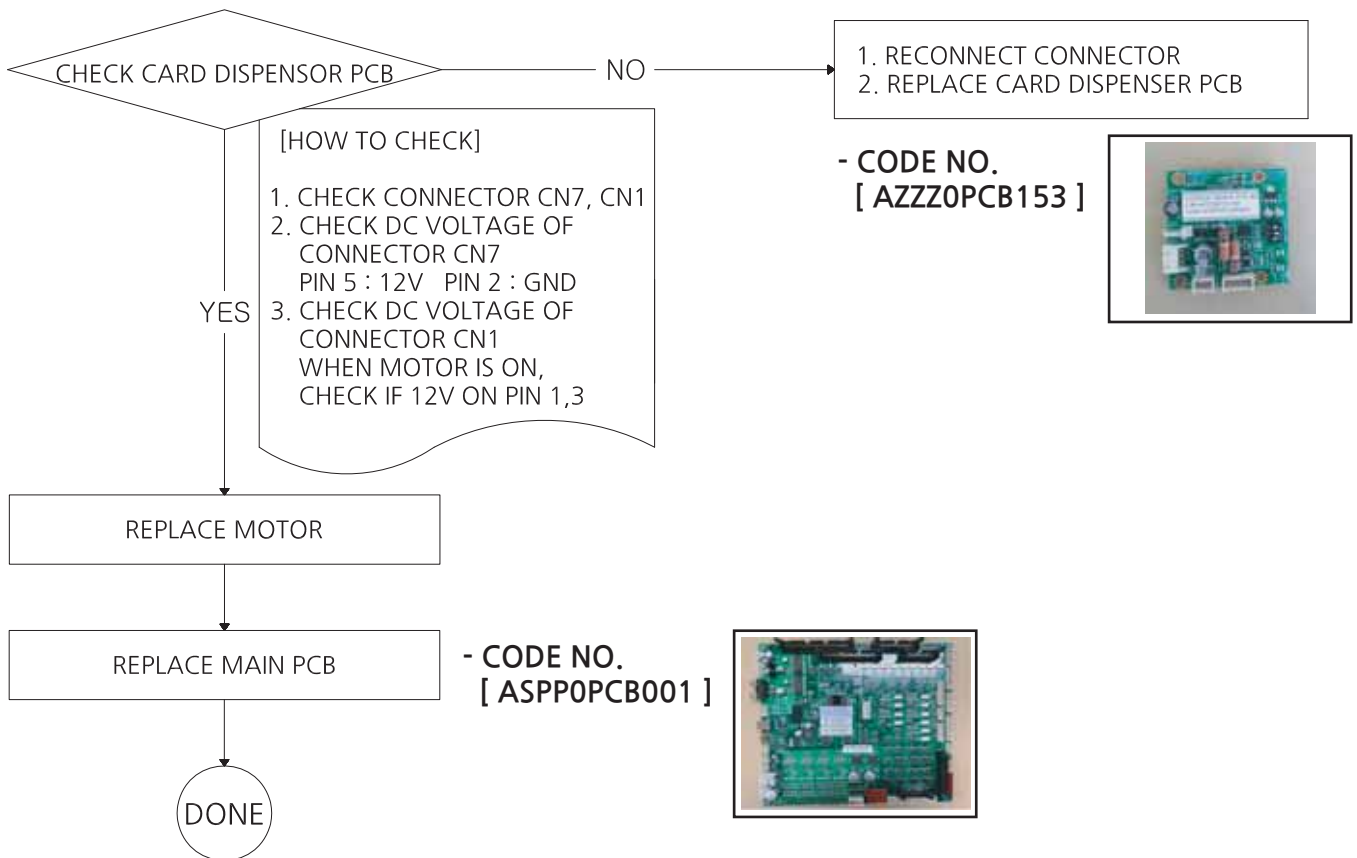 CHECK CARD DISPENSOR PCB
NO
1. RECONNECT CONNECTOR
2. REPLACE CARD DISPENSER PCB
- CODE NO.
[ AZZZ0PCB153 ]
[HOW TO CHECK]
1. CHECK CONNECTOR CN7, CN1
2. CHECK DC VOLTAGE OF
CONNECTOR CN7
PIN 5 : 12V PIN 2 : GND
3. CHECK DC VOLTAGE OF
CONNECTOR CN1
WHEN MOTOR IS ON,
CHECK IF 12V ON PIN 1,3
YES
REPLACE MOTOR
REPLACE MAIN PCB
- CODE NO.
[ ASPP0PCB001 ]
DONE